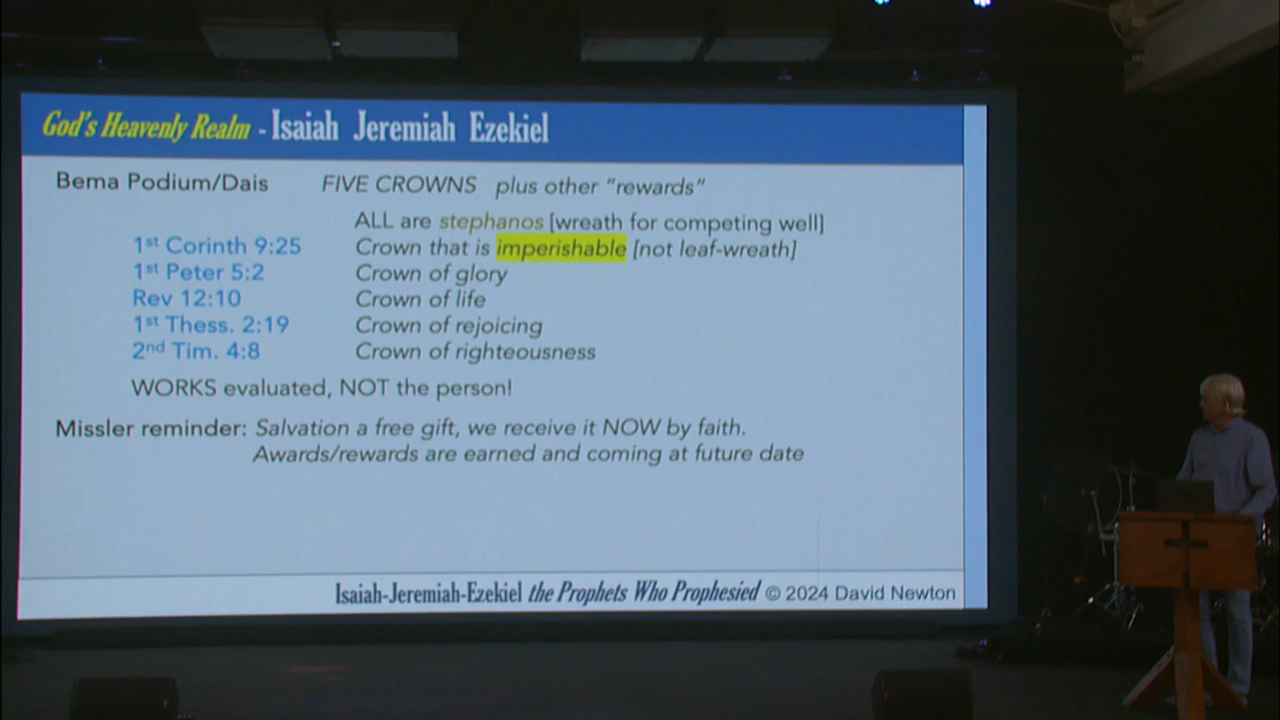 God's Heavenly Realm - Isaiah Jeremiah Ezekiel
Bema Podium/Dais FIVE CROWNS plus other "rewards"
ALL are stephanos [wreath for competing well]
1st Corinth 9:25 Crown that is imperishable [not leaf-wreath]
1st Peter 5:2 Crown of glory
Rev 12:10 Crown of life
1st Thess. 2:19 Crown of rejoicing
2nd Tim. 4:8 Crown of righteousness
WORKS evaluated, NOT the person!
Missler reminder: Salvation a free gift, we receive it NOW by faith.
Awards/rewards are earned and coming at future date
Isaiah-Jeremiah-Ezekiel the Prophets Who Prophesied © 2024 David Newton